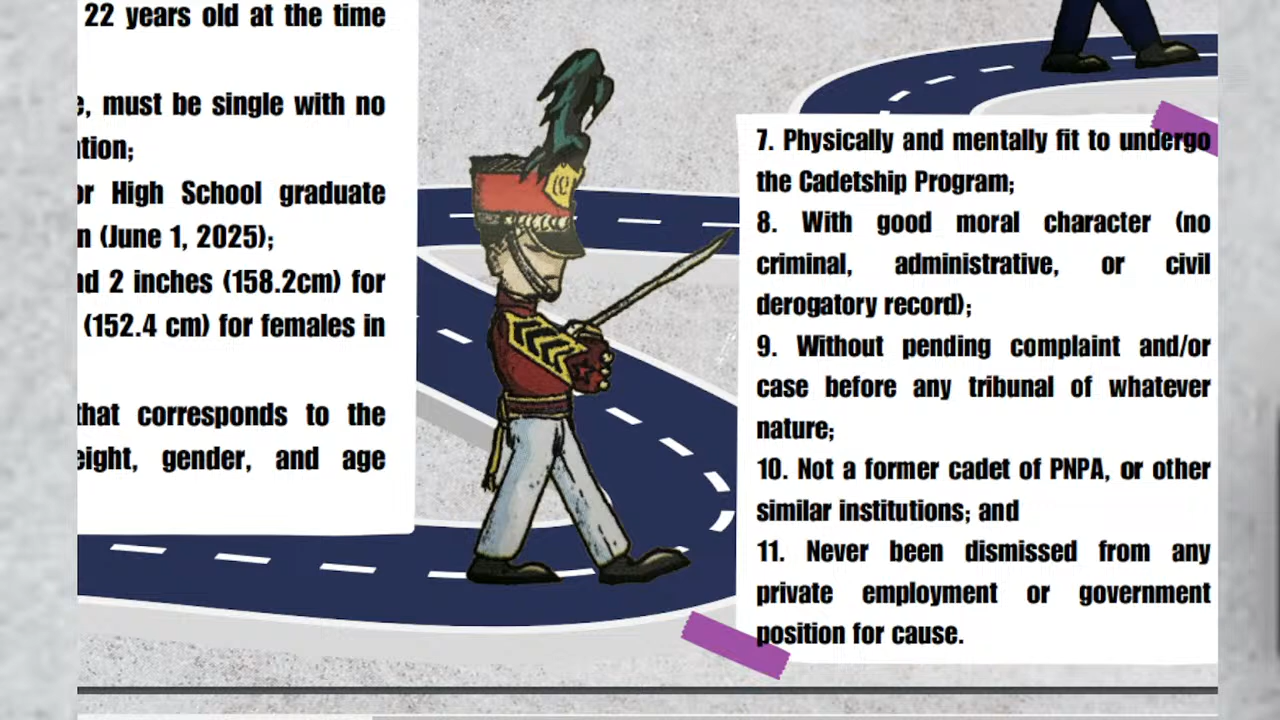 22 years old at the time
, must be single with no
or High School graduate
(June 1, 2025);
2 inches (158.2cm) for
(152.4 cm) for females in
that corresponds to the
gender, and age
7. Physically and mentally fit to undergo
the Cadetship Program;
8. With good moral character (no
criminal, administrative, or civil
derogatory record);
9. Without pending complaint and/or
case before any tribunal of whatever
nature;
10. Not a former cadet of PNPA, or other
similar institutions; and
11. Never been dismissed from any
private employment or government
position for cause.